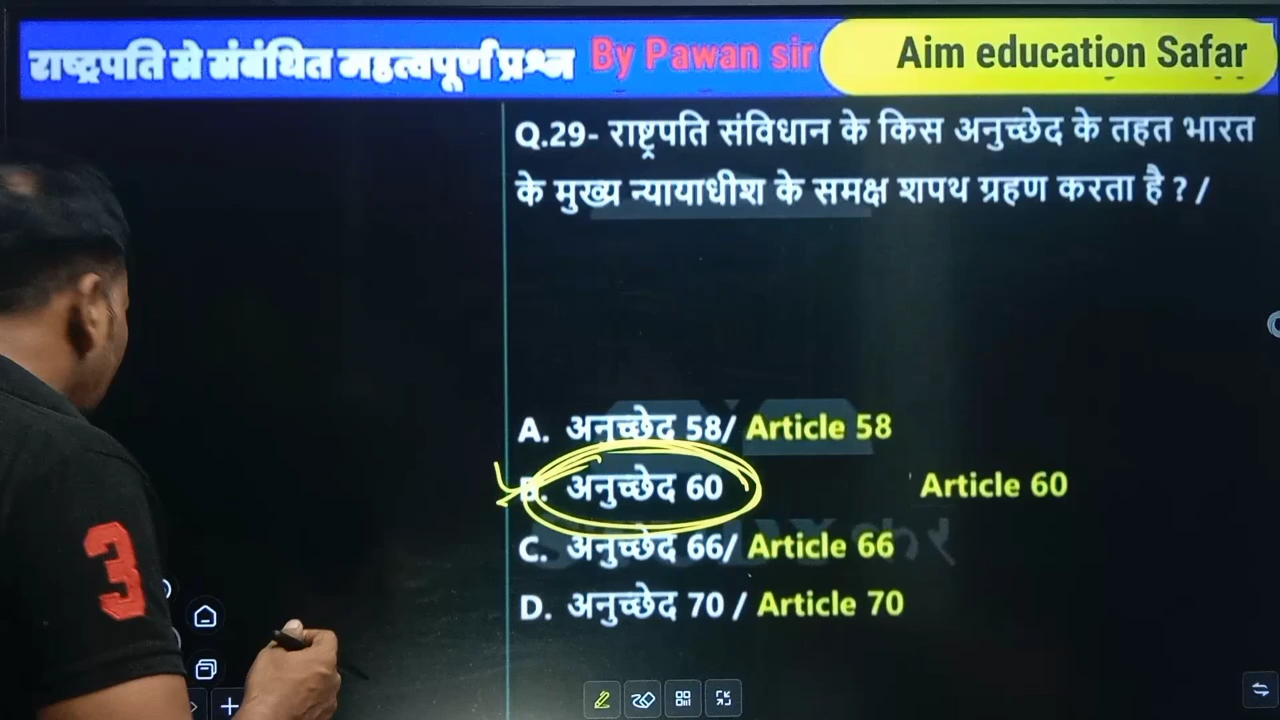 राष्ट्रपति से संबंधित महत्वपूर्ण प्रश्न By Pawan sir Aim education Safar
Q.29- राष्ट्रपति संविधान के किस अनुच्छेद के तहत भारत
के मुख्य न्यायाधीश के समक्ष शपथ ग्रहण करता है ? /
A. अनुच्छेद 58/ Article 58
B. अनुच्छेद 60 Article 60
C. अनुच्छेद 66/ Article 66
D. अनुच्छेद 70 / Article 70
3